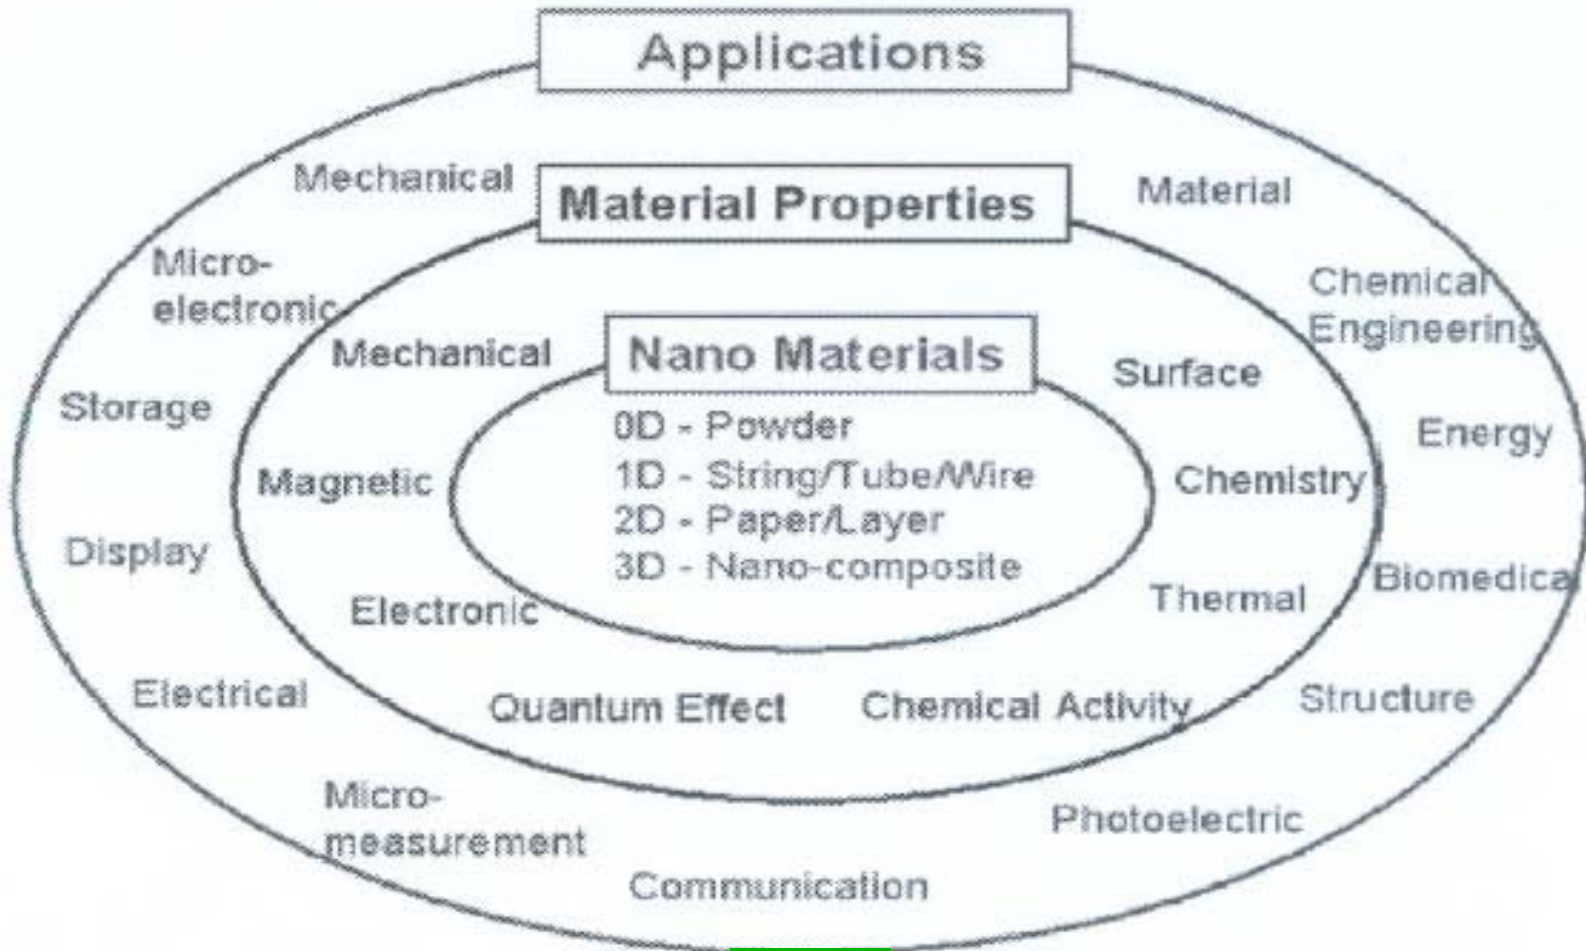 Applications
Mechanical
Material Properties
Material
Micro-
electronic
Chemical
Engineering
Mechanical
Nano Materials
Surface
Storage
0D - Powder
Energy
Magnetic
1D - String/Tube/Wire
Chemistry
2D - Paper/Layer
Display
3D - Nano-composite
Biomedical
Electronic
Thermal
Electrical
Quantum Effect
Chemical Activity
Structure
Micro-
measurement
Photoelectric
Communication